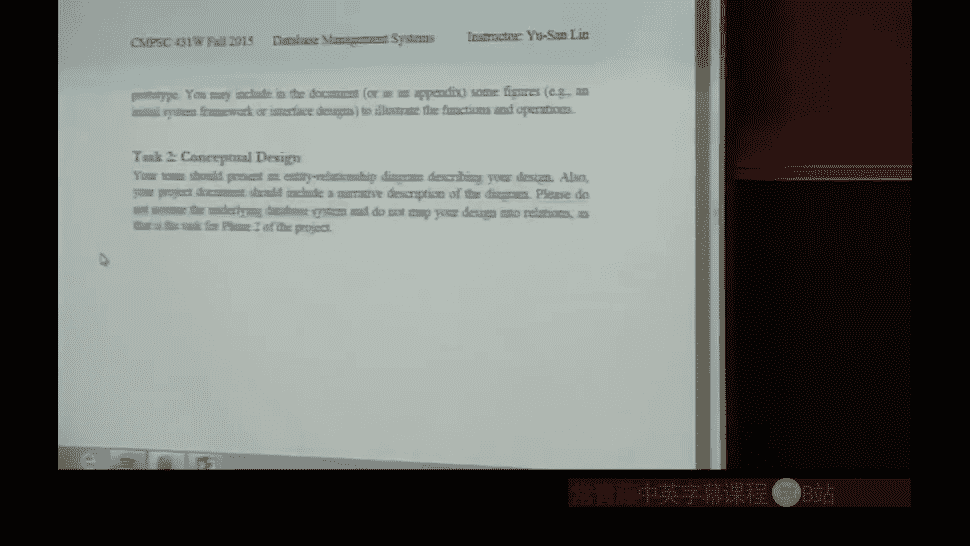 CMPSC 431W Fall 2015 Database Management Systems Instructor: Yu-San Lin
prototype. You may include in the document (or as an appendix) some figures (e.g., an
initial system framework or interface designs) to illustrate the functions and operations.
Task 2: Conceptual Design
Your team should present an entity-relationship diagram describing your design. Also,
your project document should include a narrative description of the diagram. Please do
not assume the underlying database system and do not map your design into relations, as
that is the task for Phase 2 of the project.
中英字幕课程
B站